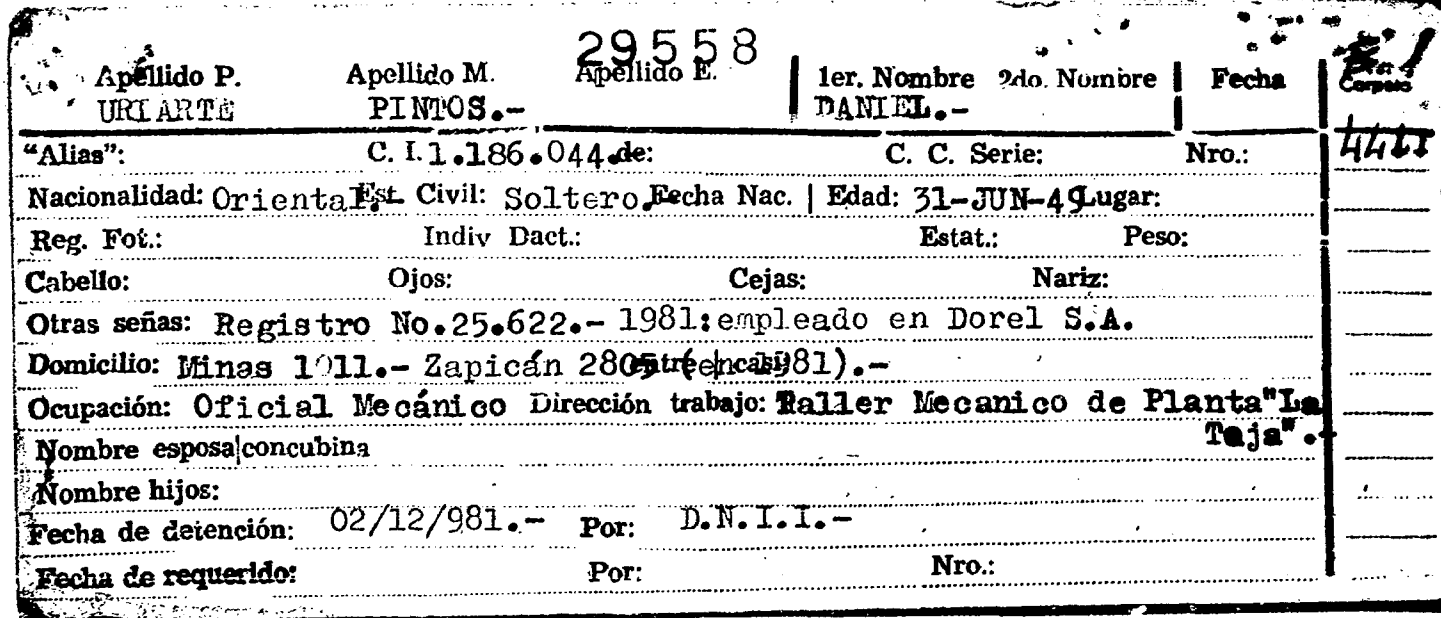 29558
Apellido P. Apellido M. Apellido E. 1er. Nombre 2do. Nombre Fecha
URIARTE PINTOS.- DANIEL.-
"Alias": C. I. 1.186.044 de: C. C. Serie: Nro.:
Nacionalidad: Oriental. Est. Civil: Soltero. Fecha Nac. | Edad: 31-JUN-49 Lugar:
Reg. Fot.: Indiv Dact.: Estat.: Peso:
Cabello: Ojos: Cejas: Nariz:
Otras señas: Registro No.25.622.- 1981:empleado en Dorel S.A.
Domicilio: Minas 1011.- Zapicán 2805 1981).-
Ocupación: Oficial Mecánico Dirección trabajo: Taller Mecanico de Planta"La
Teja".-
Nombre esposa|concubina
Nombre hijos:
Fecha de detención: 02/12/981.- Por: D.N.I.I.-
Fecha de requerido: Por: Nro.: